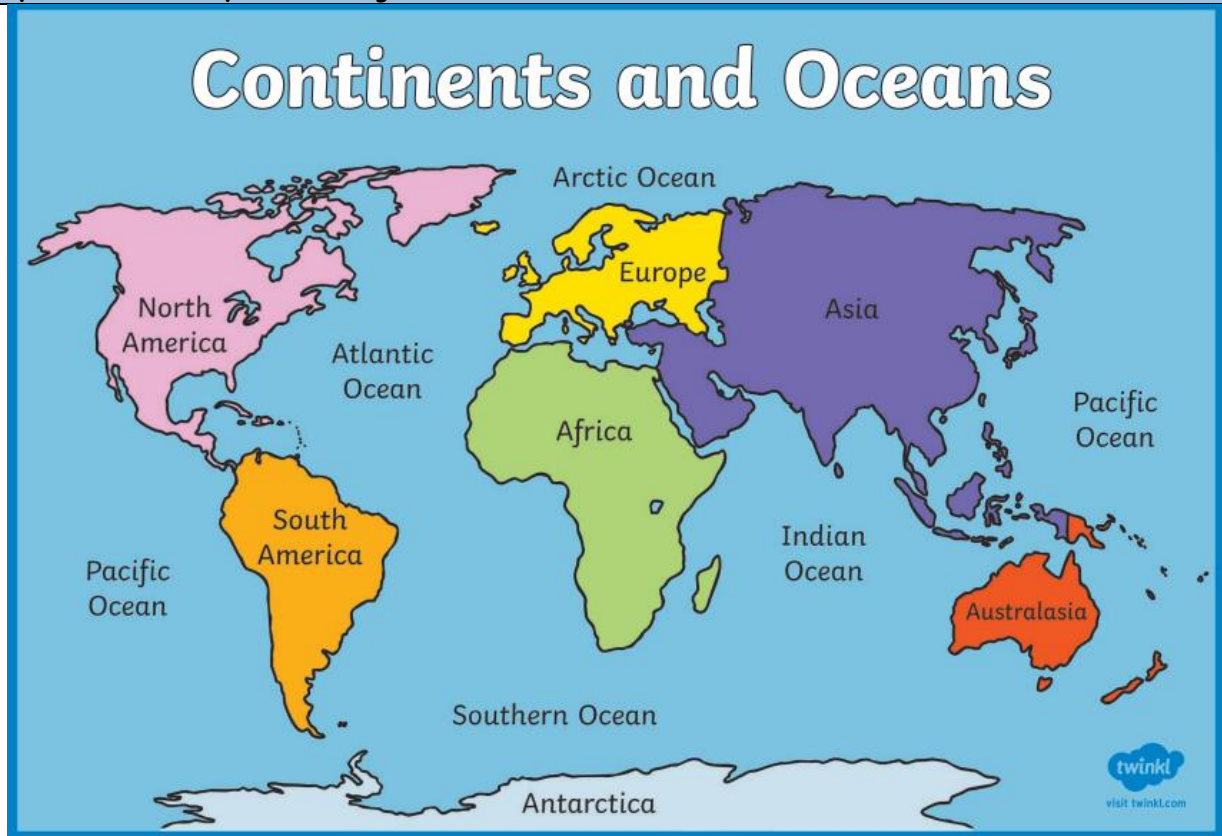 Continents and Oceans
Arctic Ocean
Europe
North
America
Asia
Atlantic
Ocean
Pacific
Ocean
Africa
South
America
Indian
Ocean
Pacific
Ocean
Australasia
Southern Ocean
twinkl
visit twinkl.com
Antarctica